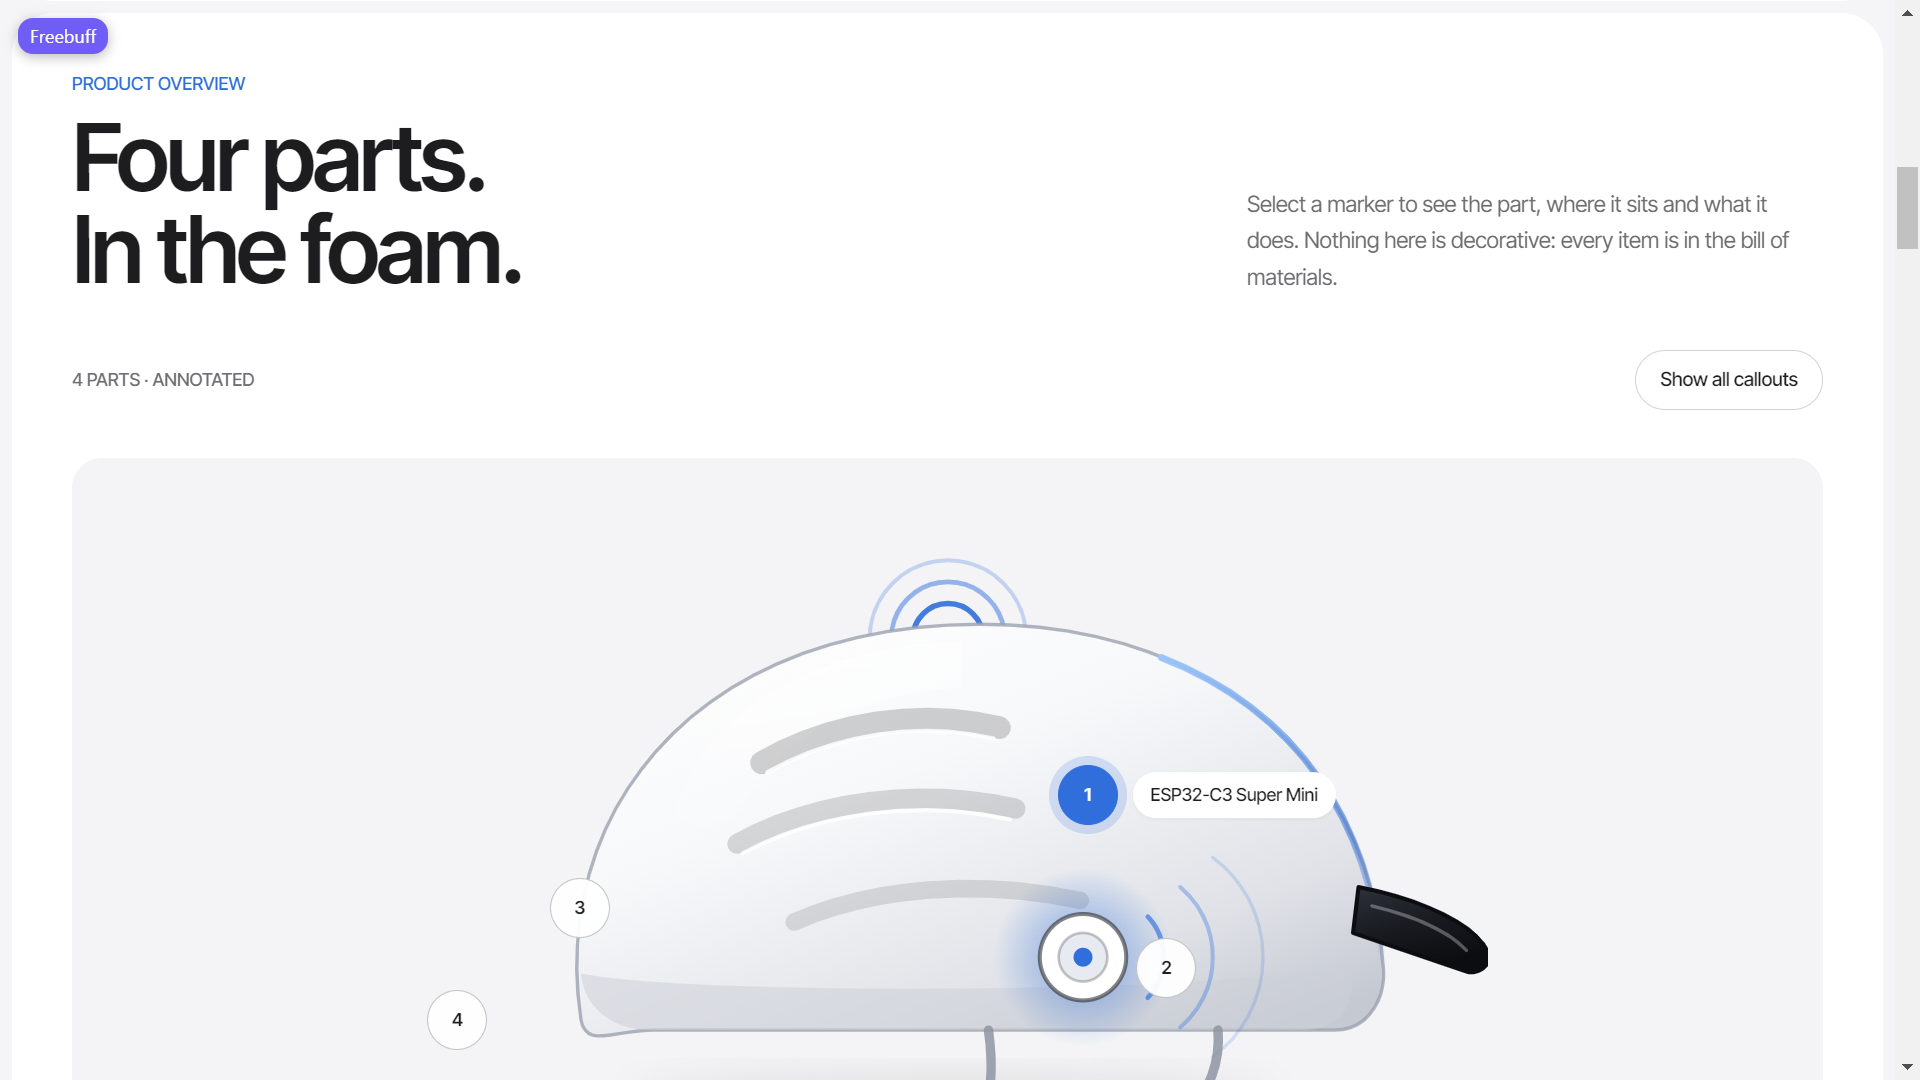 Freebuff
PRODUCT OVERVIEW
Four parts.
In the foam.
Select a marker to see the part, where it sits and what it
does. Nothing here is decorative: every item is in the bill of
materials.
4 PARTS · ANNOTATED
Show all callouts
1
ESP32-C3 Super Mini
3
2
4